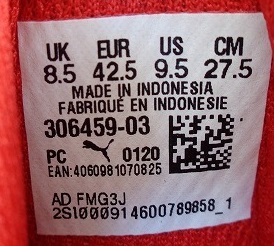 UK EUR US CM
8.5 42.5 9.5 27.5
MADE IN INDONESIA
FABRIQUÉ EN INDONESIE
306459-03
PC 0120
EAN:4060981070825
AD FMG3J
2SI000914600789858_1